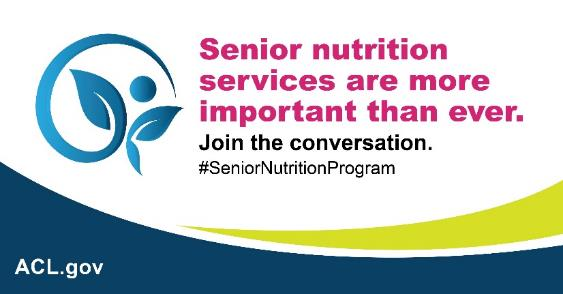 Senior nutrition
services are more
important than ever.
Join the conversation.
#SeniorNutritionProgram
ACL.gov